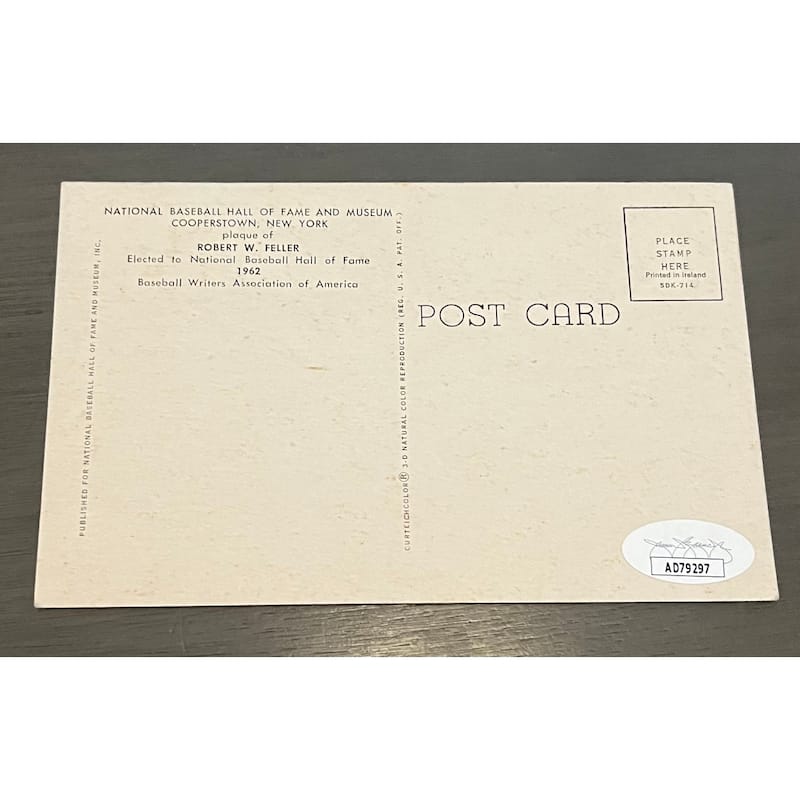 NATIONAL BASEBALL HALL OF FAME AND MUSEUM
COOPERSTOWN, NEW YORK
plaque of
ROBERT W. FELLER
Elected to National Baseball Hall of Fame
1962
Baseball Writers Association of America
PUBLISHED FOR NATIONAL BASEBALL HALL OF FAME AND MUSEUM, INC.
CURTEICHCOLOR® 3-D NATURAL COLOR REPRODUCTION (REG. U. S. A. PAT. OFF.)
POST CARD
PLACE
STAMP
HERE
Printed in Ireland
5DK-714
AD79297